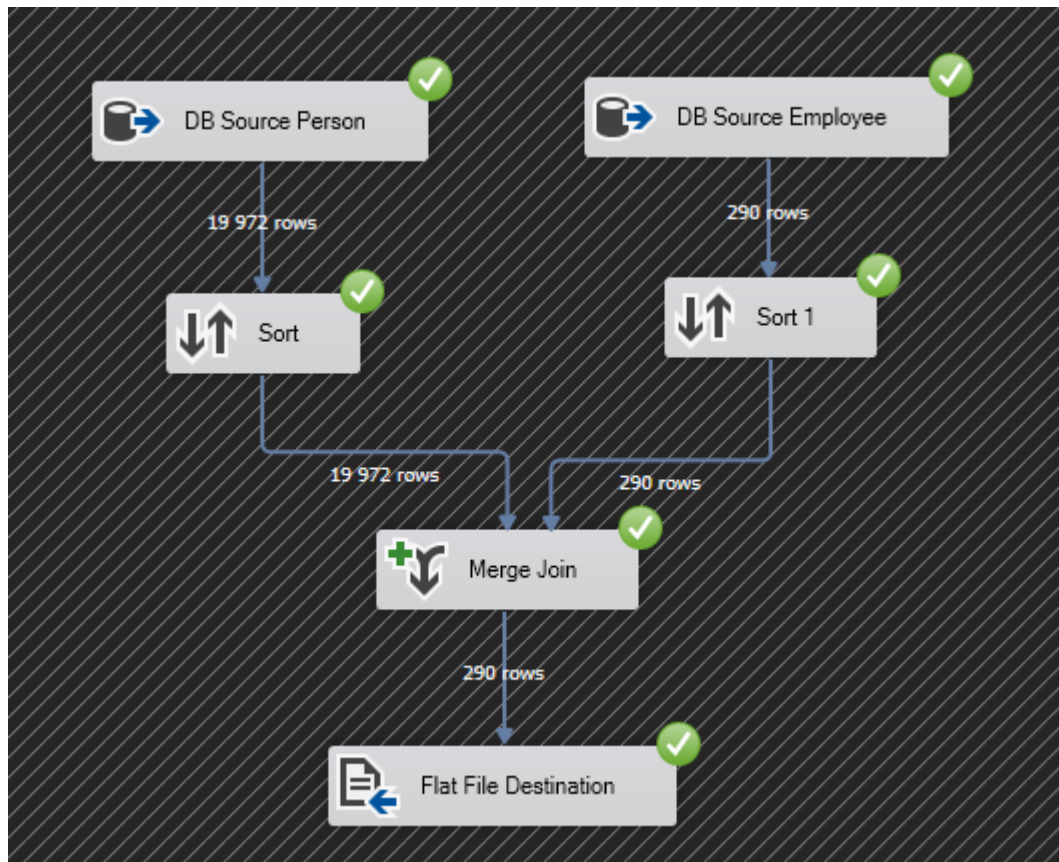 DB Source Person
DB Source Employee
19 972 rows
290 rows
Sort
Sort 1
19 972 rows
290 rows
Merge Join
290 rows
Flat File Destination